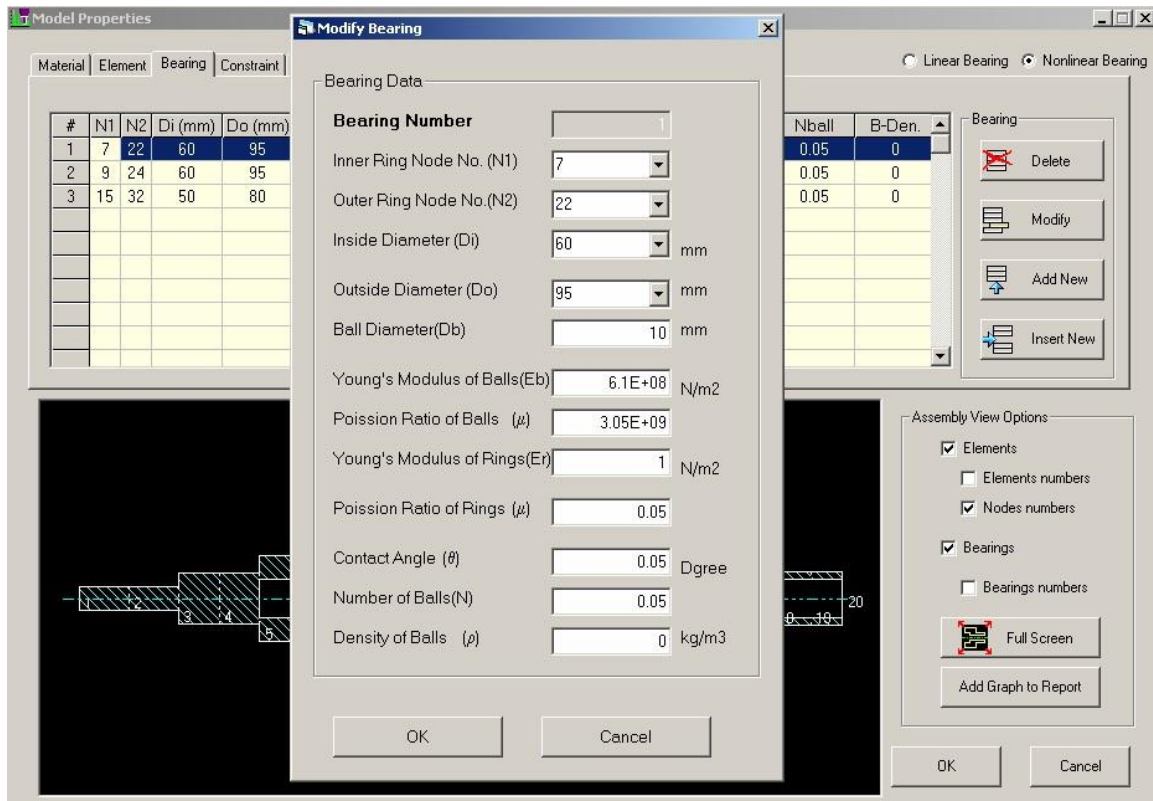 Model Properties
Modify Bearing
Material Element Bearing Constraint
Linear Bearing Nonlinear Bearing
# N1 N2 Di (mm) Do (mm) Nball B-Den.
1 7 22 60 95 0.05 0
2 9 24 60 95 0.05 0
3 15 32 50 80 0.05 0
Bearing
Delete
Modify
Add New
Insert New
Bearing Data
Bearing Number 1
Inner Ring Node No. (N1) 7
Outer Ring Node No.(N2) 22
Inside Diameter (Di) 60 mm
Outside Diameter (Do) 95 mm
Ball Diameter(Db) 10 mm
Young's Modulus of Balls(Eb) 6.1E+08 N/m2
Poission Ratio of Balls (μ) 3.05E+09
Young's Modulus of Rings(Er) 1 N/m2
Poission Ratio of Rings (μ) 0.05
Contact Angle (θ) 0.05 Dgree
Number of Balls(N) 0.05
Density of Balls (ρ) 0 kg/m3
OK Cancel
1 2 3 4 5 19 20
Assembly View Options
Elements
Elements numbers
Nodes numbers
Bearings
Bearings numbers
Full Screen
Add Graph to Report
OK Cancel